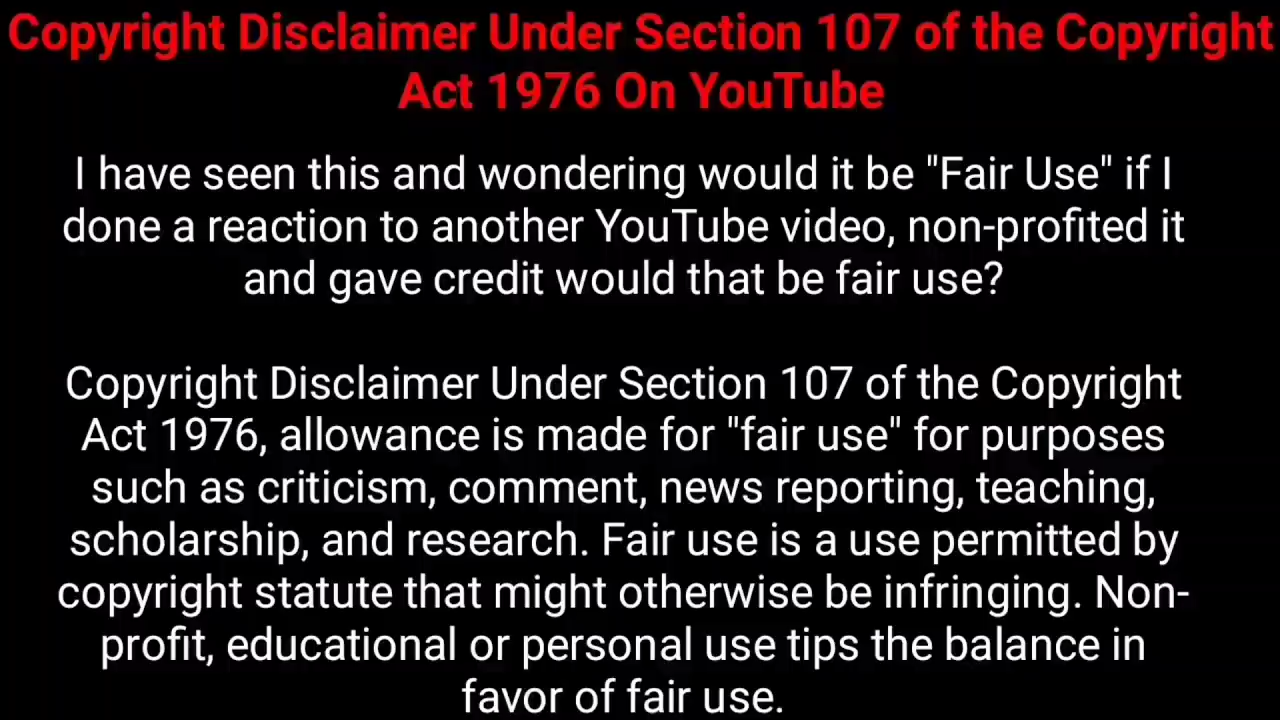 Copyright Disclaimer Under Section 107 of the Copyright
Act 1976 On YouTube
I have seen this and wondering would it be "Fair Use" if I
done a reaction to another YouTube video, non-profited it
and gave credit would that be fair use?
Copyright Disclaimer Under Section 107 of the Copyright
Act 1976, allowance is made for "fair use" for purposes
such as criticism, comment, news reporting, teaching,
scholarship, and research. Fair use is a use permitted by
copyright statute that might otherwise be infringing. Non-
profit, educational or personal use tips the balance in
favor of fair use.